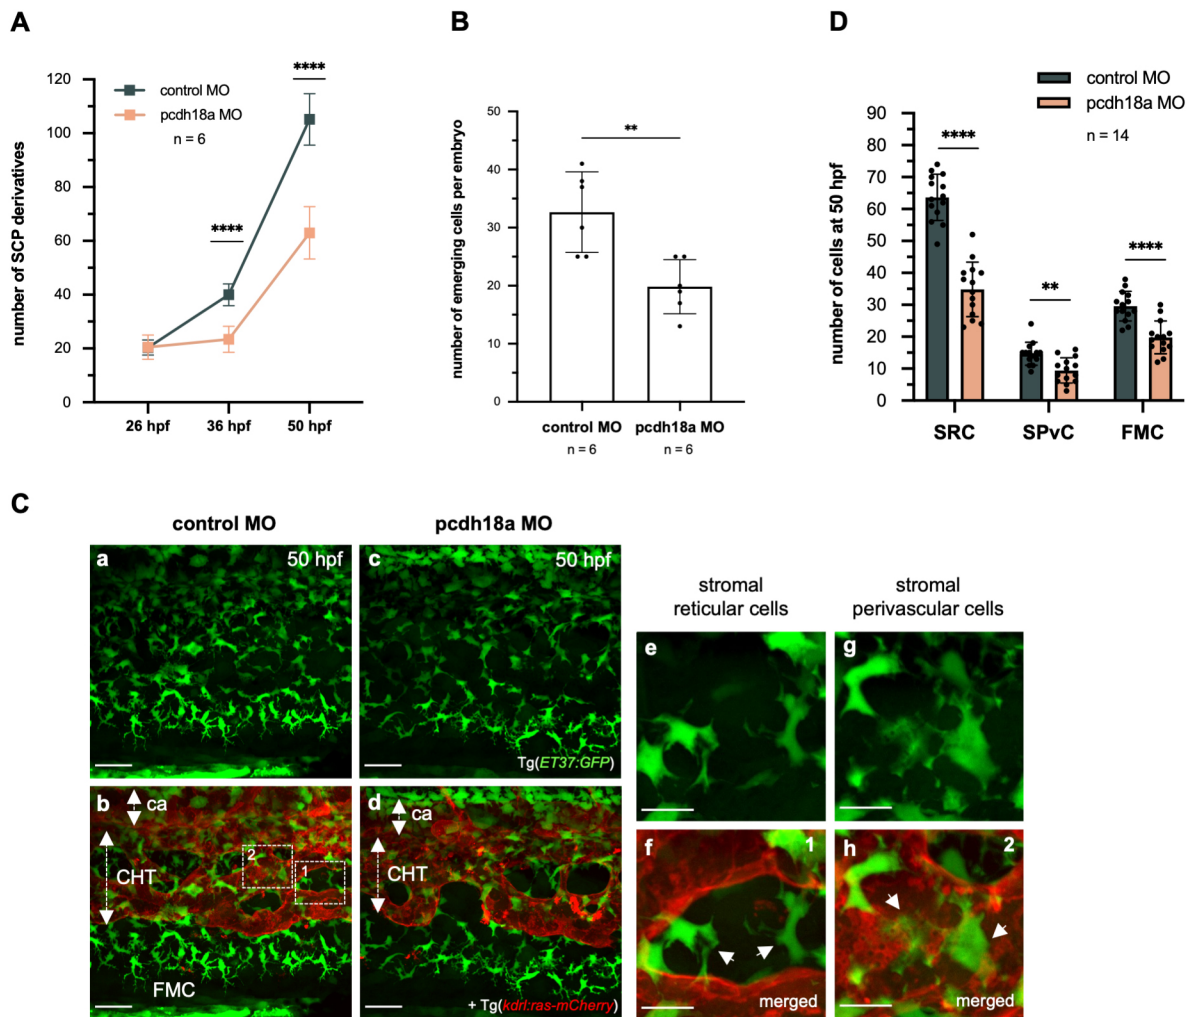 A
number of SCP derivatives
120
100
80
60
40
20
0
control MO
pcdh18a MO
n = 6
****
****
26 hpf
36 hpf
50 hpf
B
number of emerging cells per embryo
50
40
30
20
10
0
**
control MO
n = 6
pcdh18a MO
n = 6
D
control MO
pcdh18a MO
n = 14
number of cells at 50 hpf
90
80
70
60
50
40
30
20
10
0
****
**
****
SRC
SPvC
FMC
C
control MO
pcdh18a MO
a
50 hpf
c
50 hpf
Tg(ET37:GFP)
b
ca
CHT
2
1
FMC
d
ca
CHT
+ Tg(kdrl:ras-mCherry)
stromal
reticular cells
stromal
perivascular cells
e
g
f
1
merged
h
2
merged